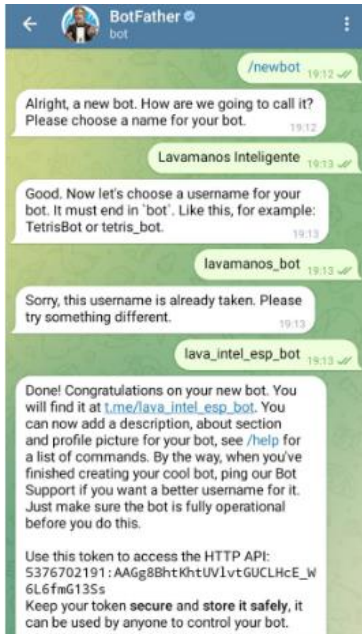 BotFather
bot
/newbot 19:12
Alright, a new bot. How are we going to call it?
Please choose a name for your bot.
19:12
Lavamanos Inteligente 19:13
Good. Now let's choose a username for your
bot. It must end in `bot`. Like this, for example:
TetrisBot or tetris_bot.
19:13
lavamanos_bot 19:13
Sorry, this username is already taken. Please
try something different.
19:13
lava_intel_esp_bot 19:13
Done! Congratulations on your new bot. You
will find it at t.me/lava_intel_esp_bot. You
can now add a description, about section
and profile picture for your bot, see /help for
a list of commands. By the way, when you've
finished creating your cool bot, ping our Bot
Support if you want a better username for it.
Just make sure the bot is fully operational
before you do this.
Use this token to access the HTTP API:
5376702191:AAGg8BhtKhtUVlvtGUCLHcE_W
6L6fmG13Ss
Keep your token secure and store it safely, it
can be used by anyone to control your bot.